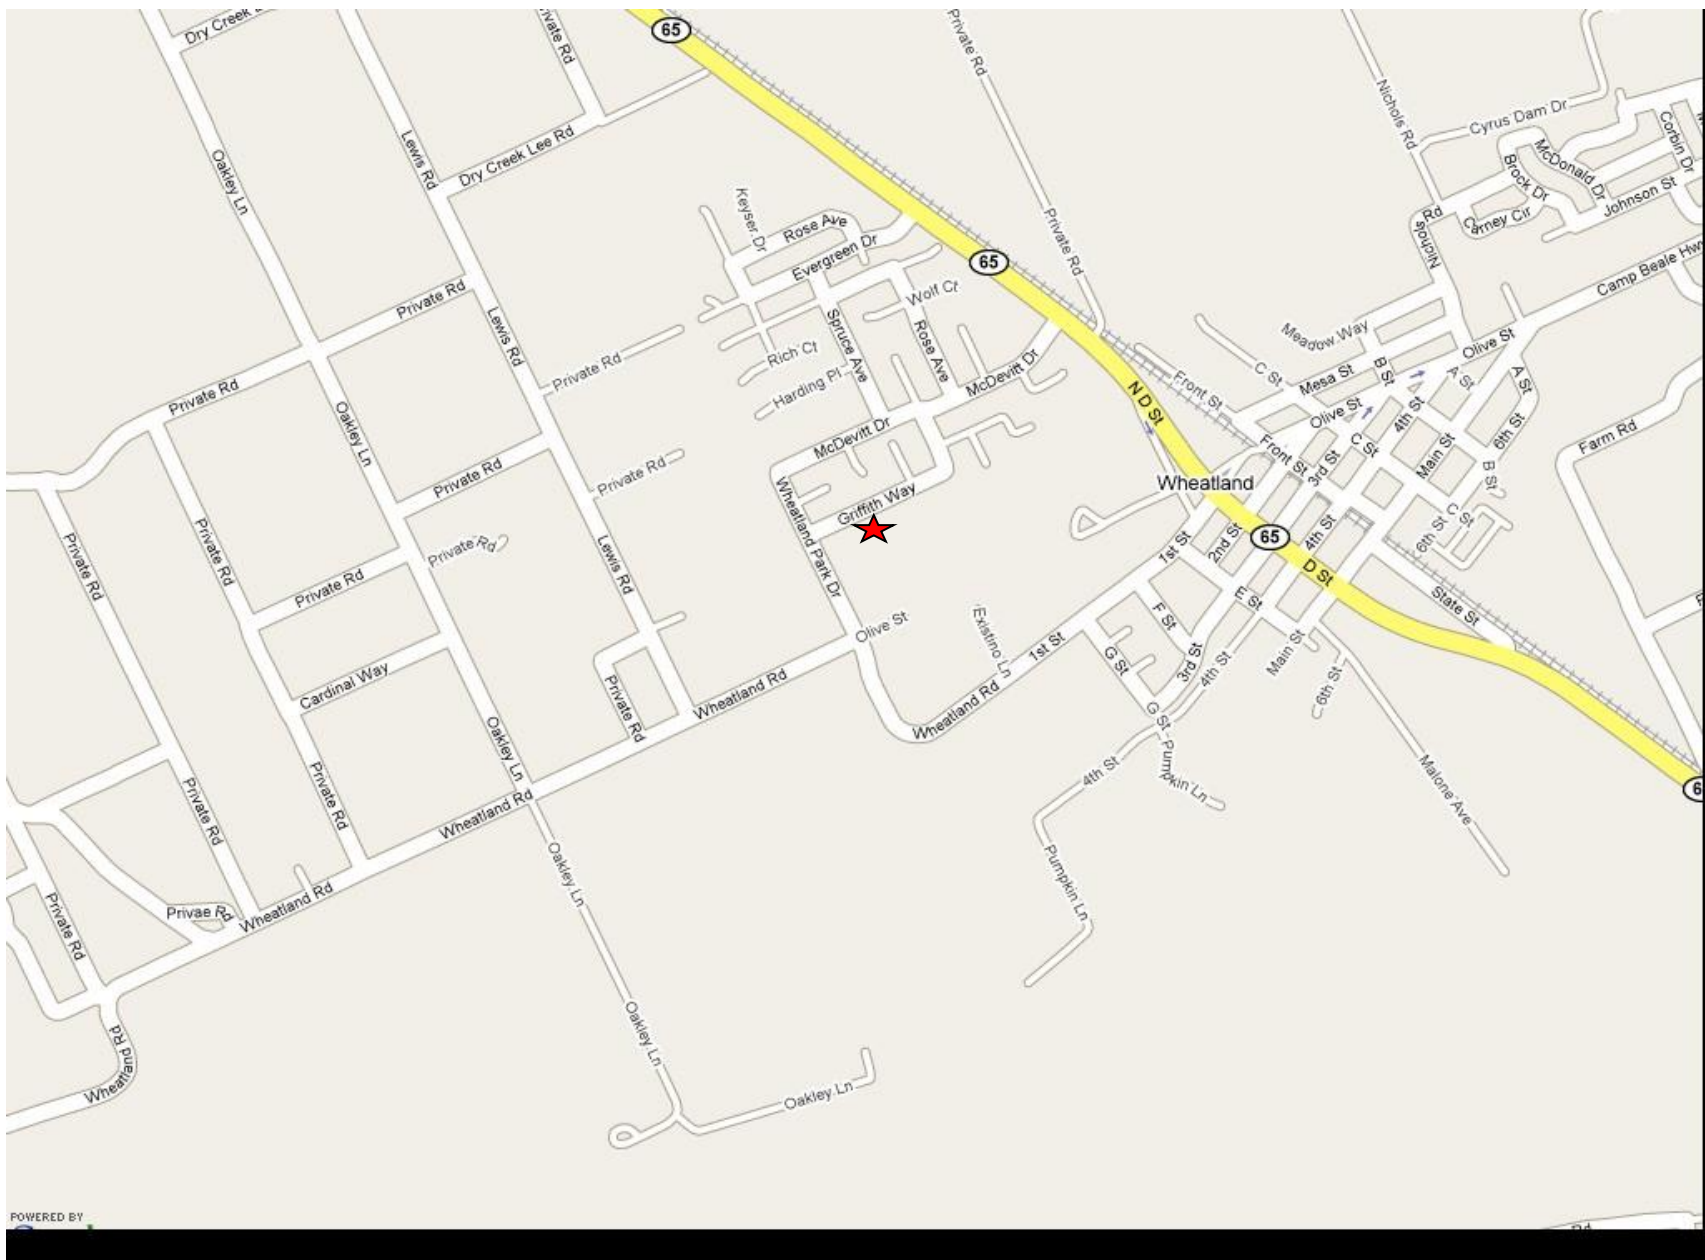 Dry Creek L
Private Rd
65
Private Rd
Nichols Rd
Cyrus Dam Dr
Corbin Dr
McDonald Dr
Brock Dr
Johnson St
Carney Cir
Nichols Rd
Camp Beale Hw
Oakley Ln
Lewis Rd
Dry Creek Lee Rd
Keyser Dr
Rose Ave
Evergreen Dr
Private Rd
65
Wolf Ct
Private Rd
Lewis Rd
Spruce Ave
Rose Ave
Rich Ct
Harding Pl
McDevitt Dr
Private Rd
Private Rd
Meadow Way
Olive St
Mesa St
B St
A St
A St
C St
Front St
N D St
Olive St
4th St
6th St
Farm Rd
Oakley Ln
McDevitt Dr
Private Rd
Private Rd
Front St
3rd St
C St
Main St
B St
Wheatland
Griffith Way
Wheatland Park Dr
Private Rd
Private Rd
Private Rd
Private Rd
Lewis Rd
1st St
2nd St
65
4th St
6th St
C St
D St
State St
E St
F St
G St
3rd St
4th St
Main St
6th St
Olive St
Existino Ln
1st St
Cardinal Way
Private Rd
Wheatland Rd
Wheatland Rd
G St
Pumpkin Ln
4th St
Malone Ave
6
Oakley Ln
Private Rd
Private Rd
Wheatland Rd
Oakley Ln
Pumpkin Ln
Privae Rd
Wheatland Rd
Private Rd
Wheatland Rd
Oakley Ln
Oakley Ln
POWERED BY
Rd